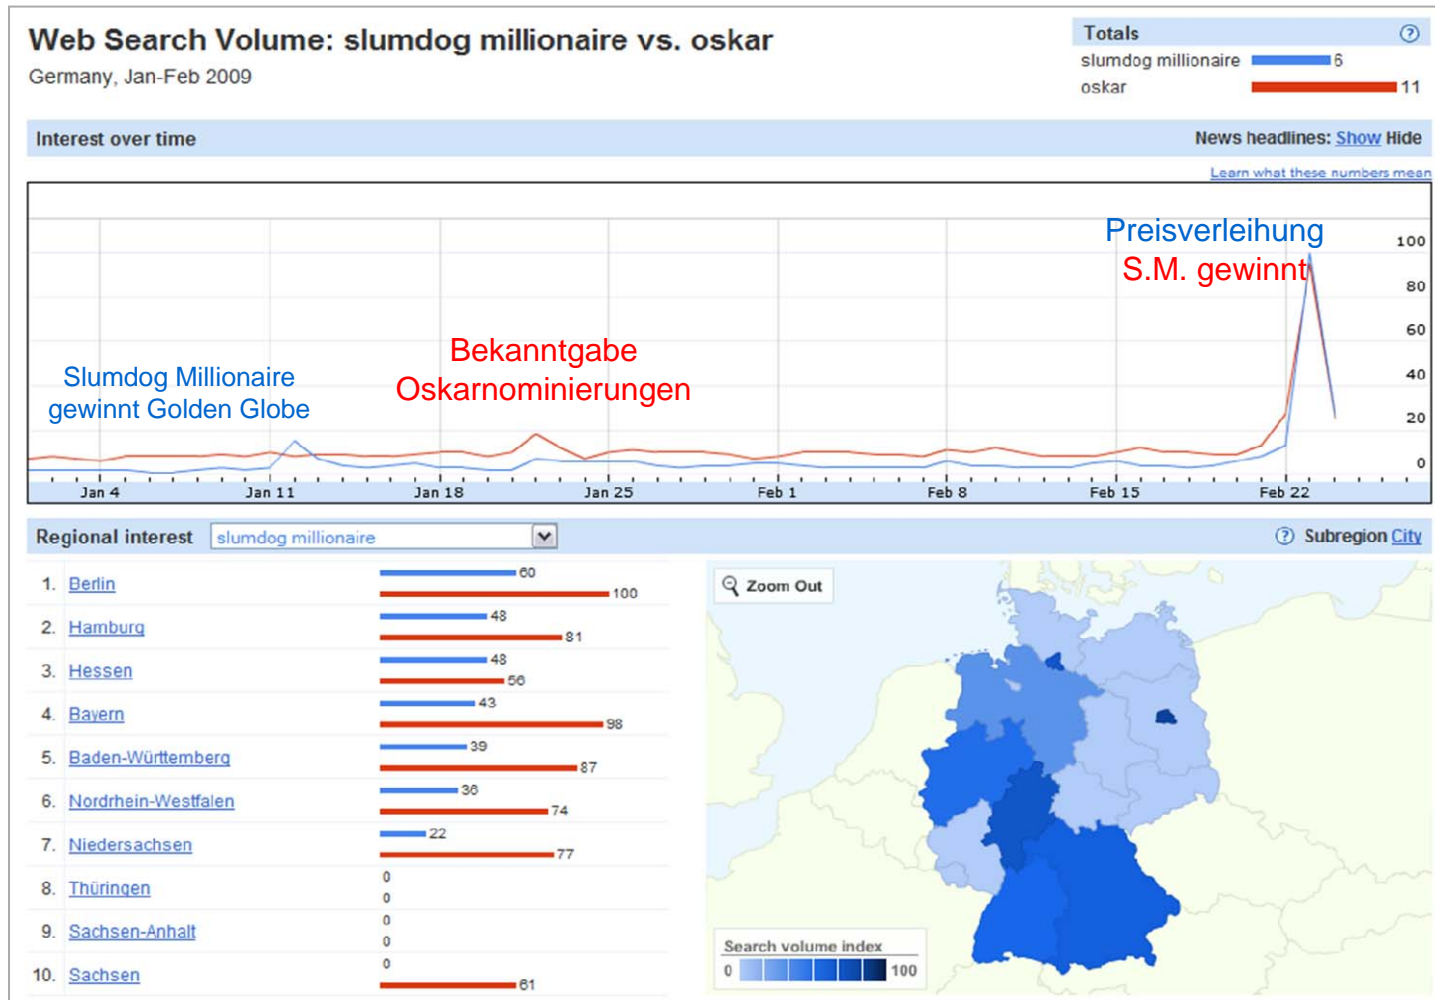 Web Search Volume: slumdog millionaire vs. oskar
Germany, Jan-Feb 2009
Totals
slumdog millionaire 6
oskar 11
Interest over time
News headlines: Show Hide
Learn what these numbers mean
Preisverleihung
S.M. gewinnt
Bekanntgabe
Oskarnominierungen
Slumdog Millionaire
gewinnt Golden Globe
100
80
60
40
20
0
Jan 4 Jan 11 Jan 18 Jan 25 Feb 1 Feb 8 Feb 15 Feb 22
Regional interest slumdog millionaire
Subregion City
1. Berlin 60
100
2. Hamburg 48
81
3. Hessen 48
56
4. Bayern 43
98
5. Baden-Württemberg 39
87
6. Nordrhein-Westfalen 36
74
7. Niedersachsen 22
77
8. Thüringen 0
0
9. Sachsen-Anhalt 0
0
10. Sachsen 0
61
Zoom Out
Search volume index
0 100